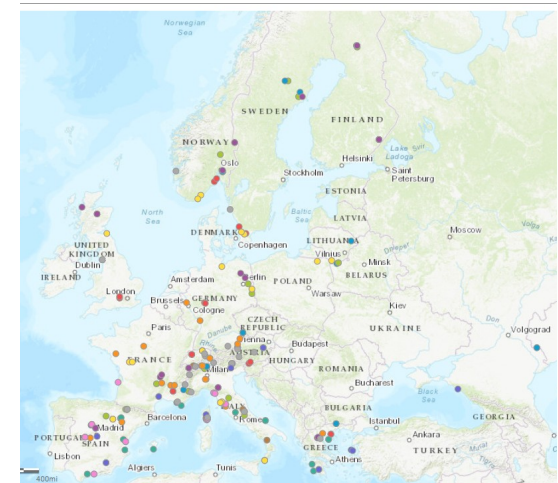 Norwegian
Sea
SWEDEN
FINLAND
NORWAY
Oslo
Lake
Ladoga
Helsinki
Saint
Petersburg
Stockholm
ESTONIA
North
Sea
Baltic
Sea
LATVIA
DENMARK
Copenhagen
LITHUANIA
Moscow
UNITED
KINGDOM
Dublin
IRELAND
Vilnius
Minsk
BELARUS
Amsterdam
Berlin
POLAND
Warsaw
London
Brussels
GERMANY
Cologne
Kiev
CZECH
REPUBLIC
UKRAINE
Don
Volgograd
Paris
Danube
Vienna
Budapest
FRANCE
AUSTRIA
HUNGARY
Milan
ROMANIA
Bucharest
Black
Sea
GEORGIA
BULGARIA
Barcelona
Rome
Istanbul
Madrid
PORTUGAL
SPAIN
Ankara
GREECE
TURKEY
Lisbon
Algiers
Tunis
Athens
Murat
400mi